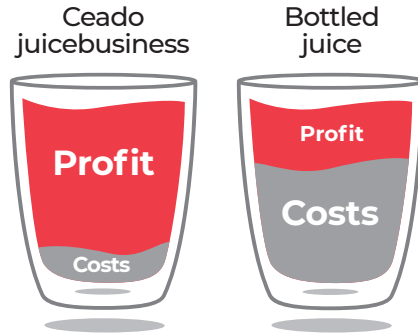 Ceado
juicebusiness
Profit
Costs
Bottled
juice
Profit
Costs